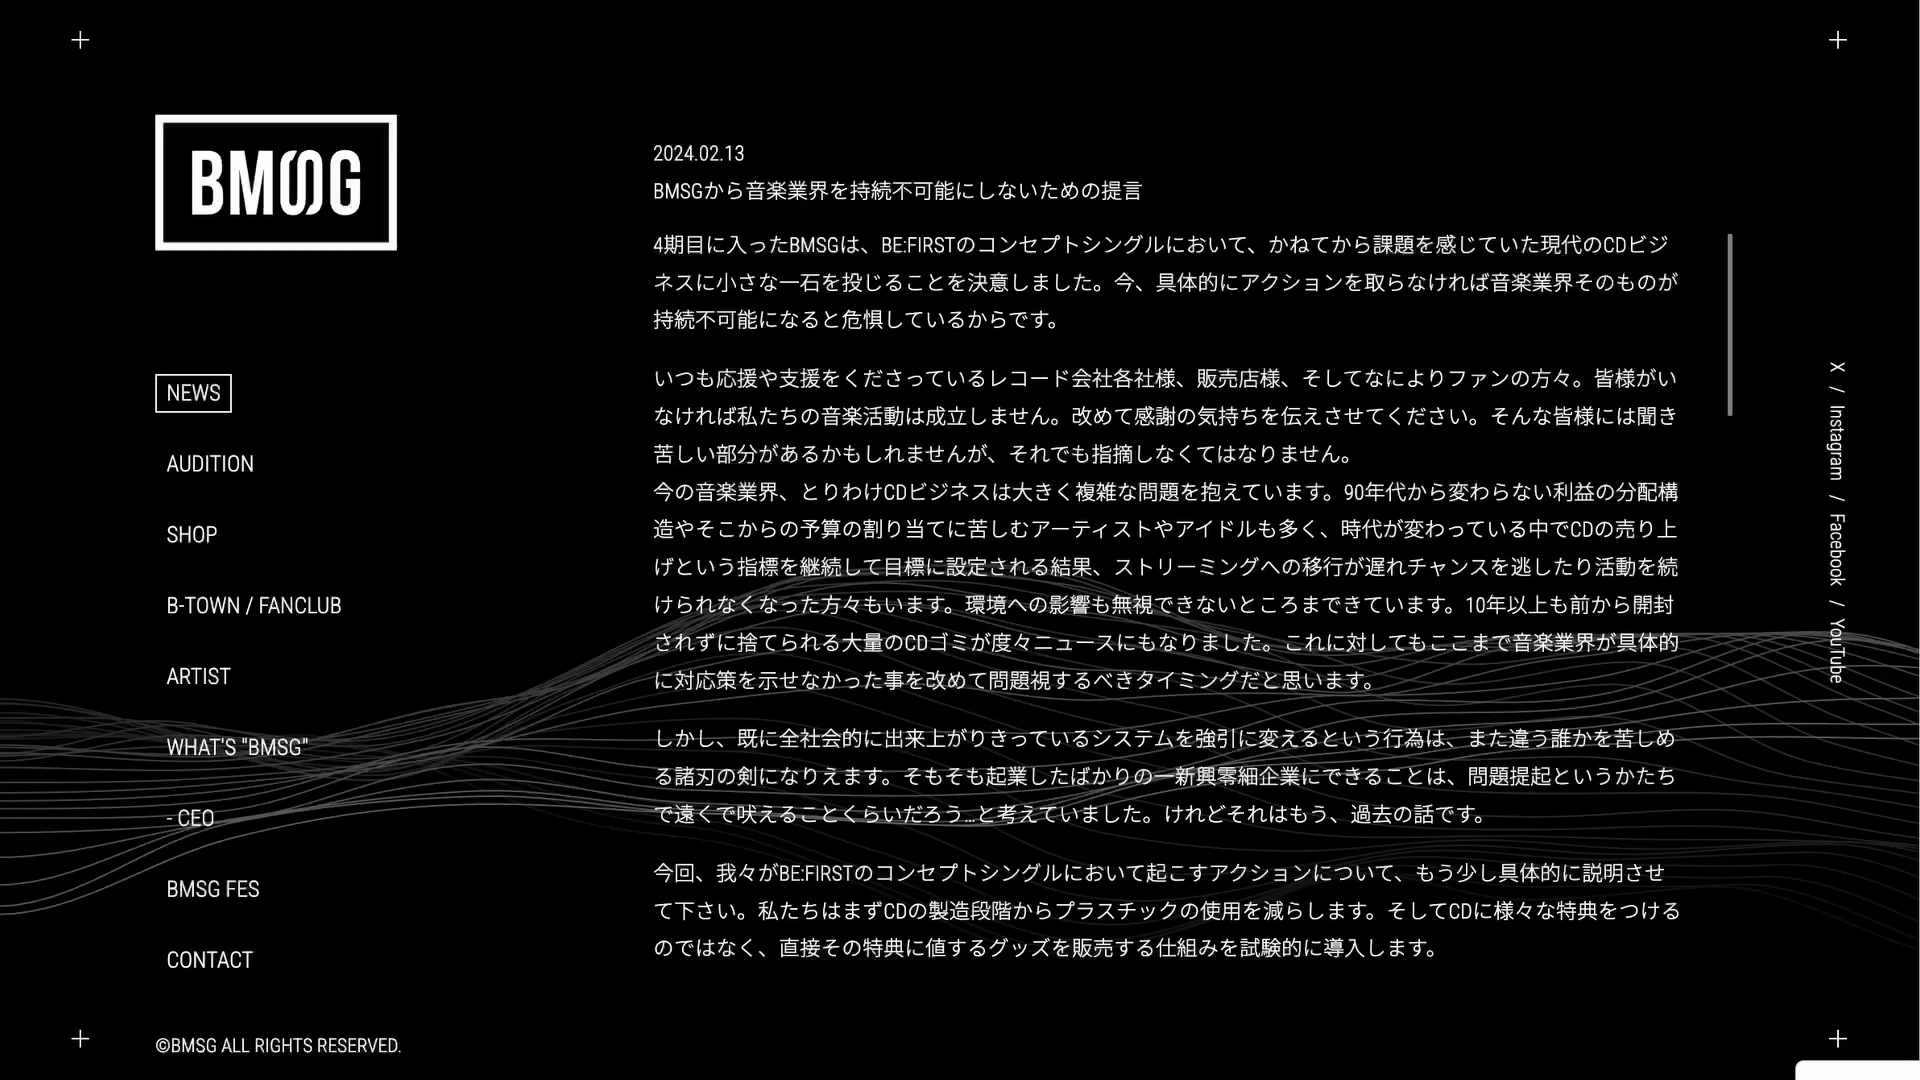 BMSG
NEWS
AUDITION
SHOP
B-TOWN / FANCLUB
ARTIST
WHAT'S "BMSG"
- CEO
BMSG FES
CONTACT
©BMSG ALL RIGHTS RESERVED.
2024.02.13
BMSGから音楽業界を持続不可能にしないための提言
4期目に入ったBMSGは、BE:FIRSTのコンセプトシングルにおいて、かねてから課題を感じていた現代のCDビジ
ネスに小さな一石を投じることを決意しました。今、具体的にアクションを取らなければ音楽業界そのものが
持続不可能になると危惧しているからです。
いつも応援や支援をくださっているレコード会社各社様、販売店様、そしてなによりファンの方々。皆様がい
なければ私たちの音楽活動は成立しません。改めて感謝の気持ちを伝えさせてください。そんな皆様には聞き
苦しい部分があるかもしれませんが、それでも指摘しなくてはなりません。
今の音楽業界、とりわけCDビジネスは大きく複雑な問題を抱えています。90年代から変わらない利益の分配構
造やそこからの予算の割り当てに苦しむアーティストやアイドルも多く、時代が変わっている中でCDの売り上
げという指標を継続して目標に設定される結果、ストリーミングへの移行が遅れチャンスを逃したり活動を続
けられなくなった方々もいます。環境への影響も無視できないところまできています。10年以上も前から開封
されずに捨てられる大量のCDゴミが度々ニュースにもなりました。これに対してもここまで音楽業界が具体的
に対応策を示せなかった事を改めて問題視するべきタイミングだと思います。
しかし、既に全社会的に出来上がりきっているシステムを強引に変えるという行為は、また違う誰かを苦しめ
る諸刃の剣になりえます。そもそも起業したばかりの一新興零細企業にできることは、問題提起というかたち
で遠くで吠えることくらいだろう…と考えていました。けれどそれはもう、過去の話です。
今回、我々がBE:FIRSTのコンセプトシングルにおいて起こすアクションについて、もう少し具体的に説明させ
て下さい。私たちはまずCDの製造段階からプラスチックの使用を減らします。そしてCDに様々な特典をつける
のではなく、直接その特典に値するグッズを販売する仕組みを試験的に導入します。
X / Instagram / Facebook / YouTube